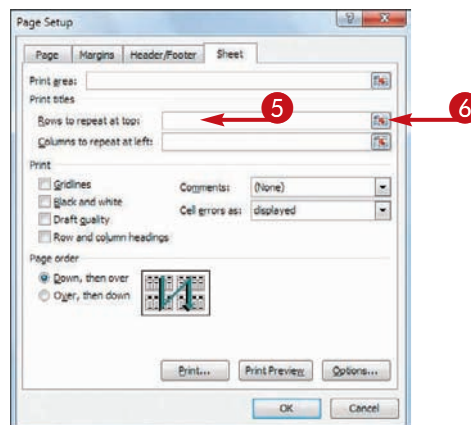 Page Setup
Page Margins Header/Footer Sheet
Print area:
Print titles
Rows to repeat at top: 5 6
Columns to repeat at left:
Print
Gridlines Comments: (None)
Black and white Cell errors as: displayed
Draft quality
Row and column headings
Page order
Down, then over
Over, then down
Print... Print Preview Options...
OK Cancel